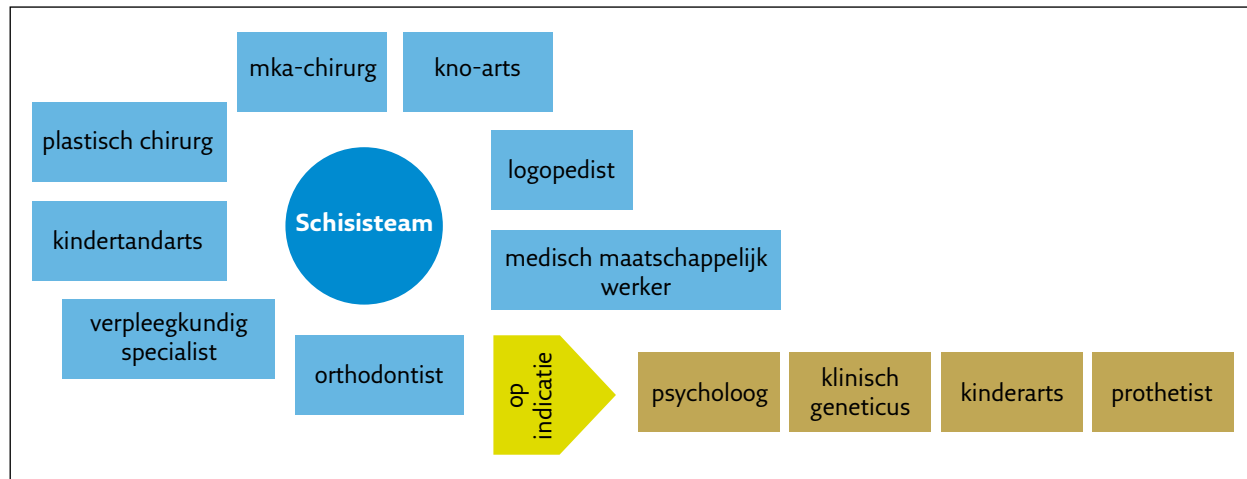 mka-chirurg
kno-arts
plastisch chirurg
logopedist
Schisisteam
kindertandarts
medisch maatschappelijk
werker
verpleegkundig
specialist
orthodontist
op
indicatie
psycholoog
klinisch
geneticus
kinderarts
prothetist